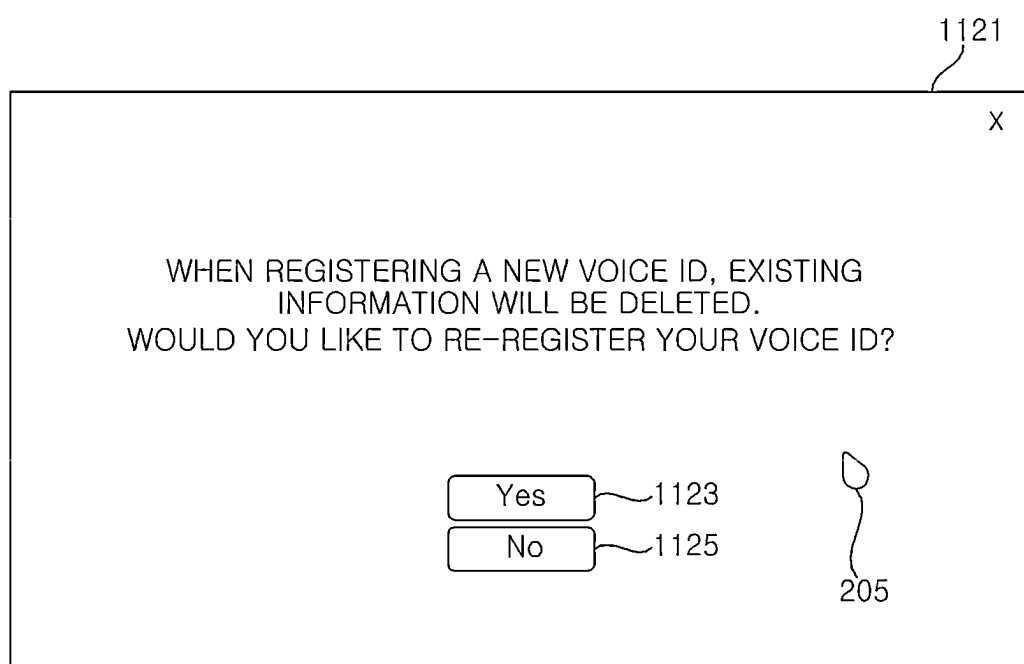 1121
X
WHEN REGISTERING A NEW VOICE ID, EXISTING
INFORMATION WILL BE DELETED.
WOULD YOU LIKE TO RE-REGISTER YOUR VOICE ID?
Yes 1123
No 1125
205